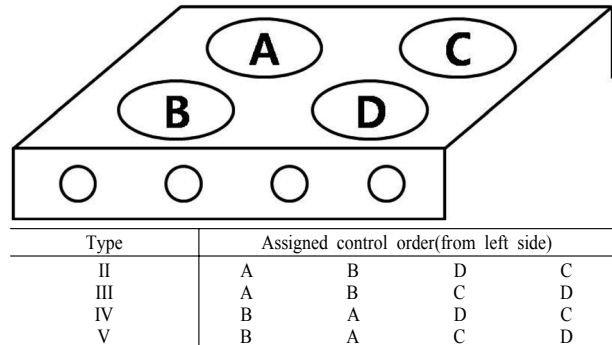 A C
B D
Type Assigned control order(from left side)
II A B D C
III A B C D
IV B A D C
V B A C D